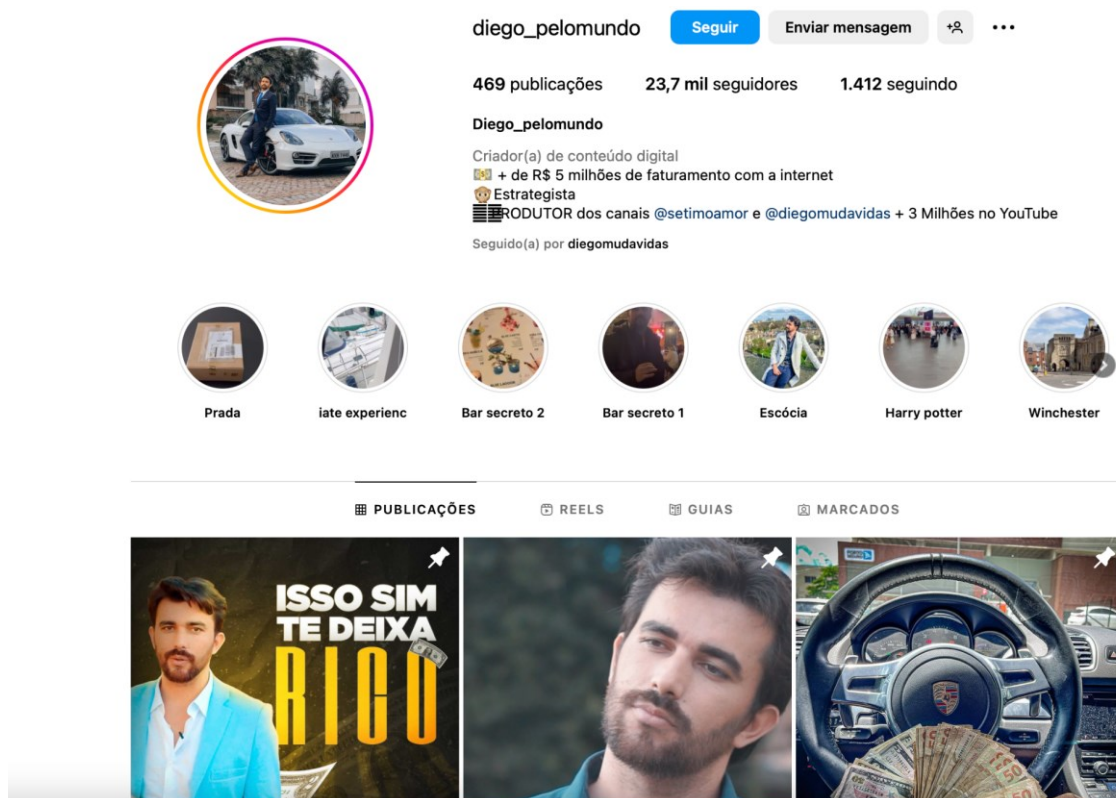 diego_pelomundo Seguir Enviar mensagem
469 publicações 23,7 mil seguidores 1.412 seguindo
Diego_pelomundo
Criador(a) de conteúdo digital
💵 + de R$ 5 milhões de faturamento com a internet
🐵 Estrategista
RODUTOR dos canais @setimoamor e @diegomudavidas + 3 Milhões no YouTube
Seguido(a) por diegomudavidas
Prada iate experienc Bar secreto 2 Bar secreto 1 Escócia Harry potter Winchester
PUBLICAÇÕES REELS GUIAS MARCADOS
ISSO SIM
TE DEIXA
RICO